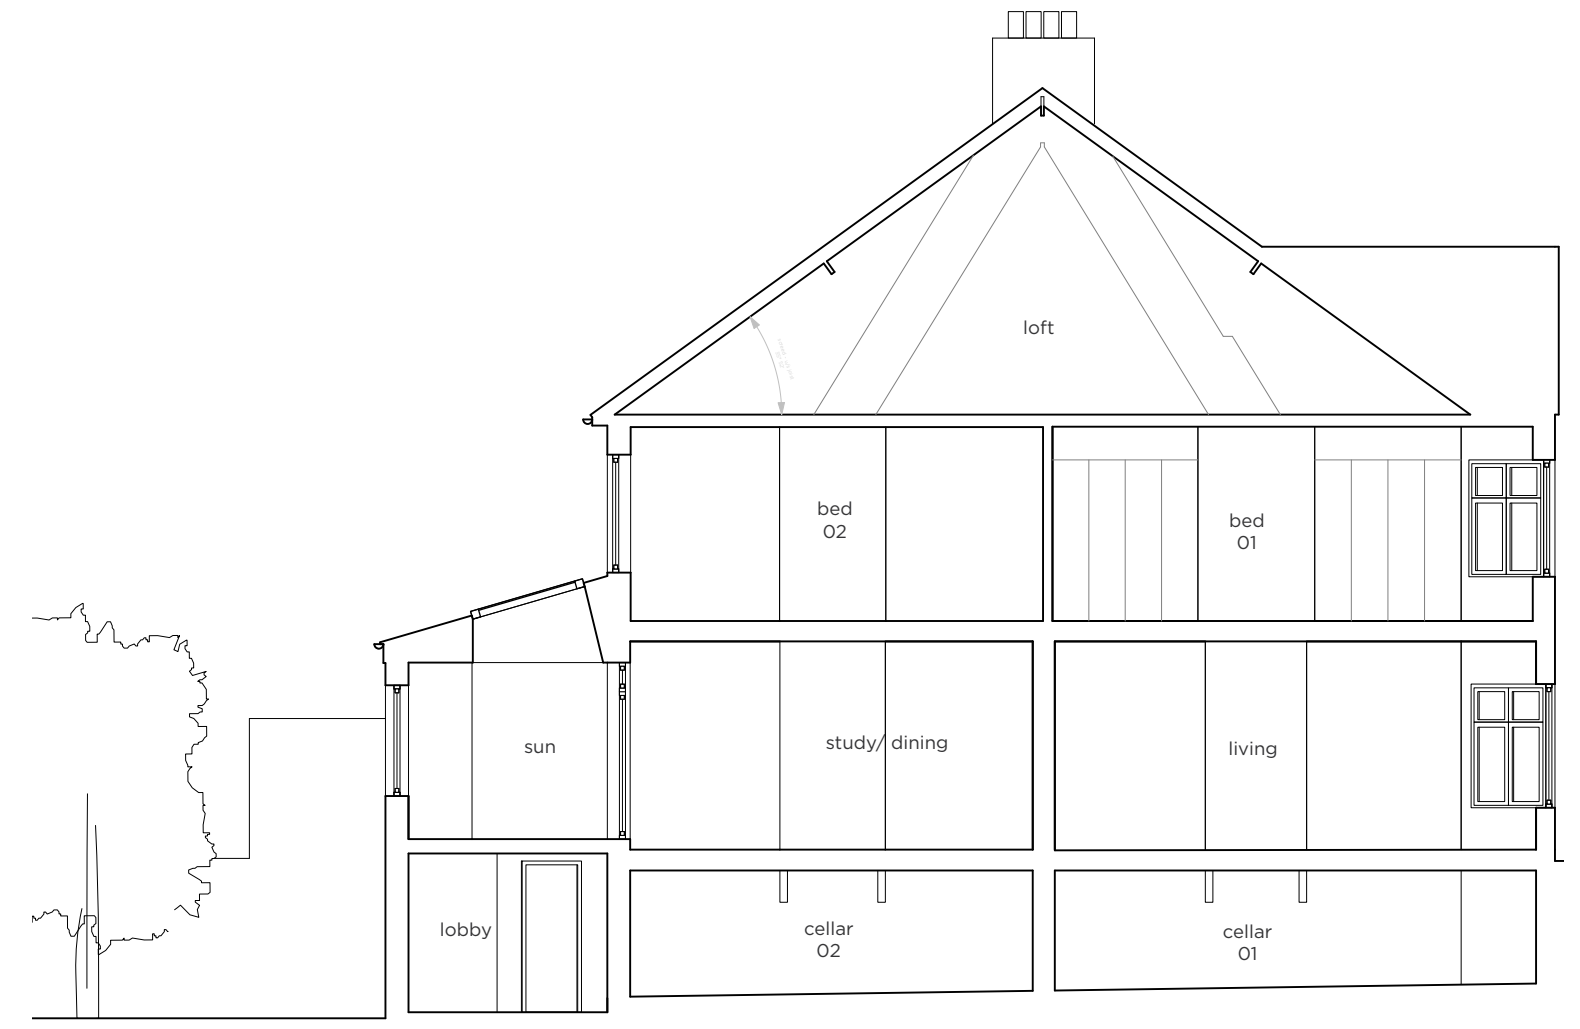 loft
bed
02
bed
01
sun
study/ dining
living
lobby
cellar
02
cellar
01